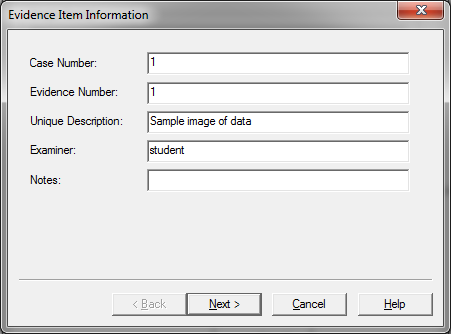 Evidence Item Information
Case Number: 1
Evidence Number: 1
Unique Description: Sample image of data
Examiner: student
Notes:
< Back Next > Cancel Help